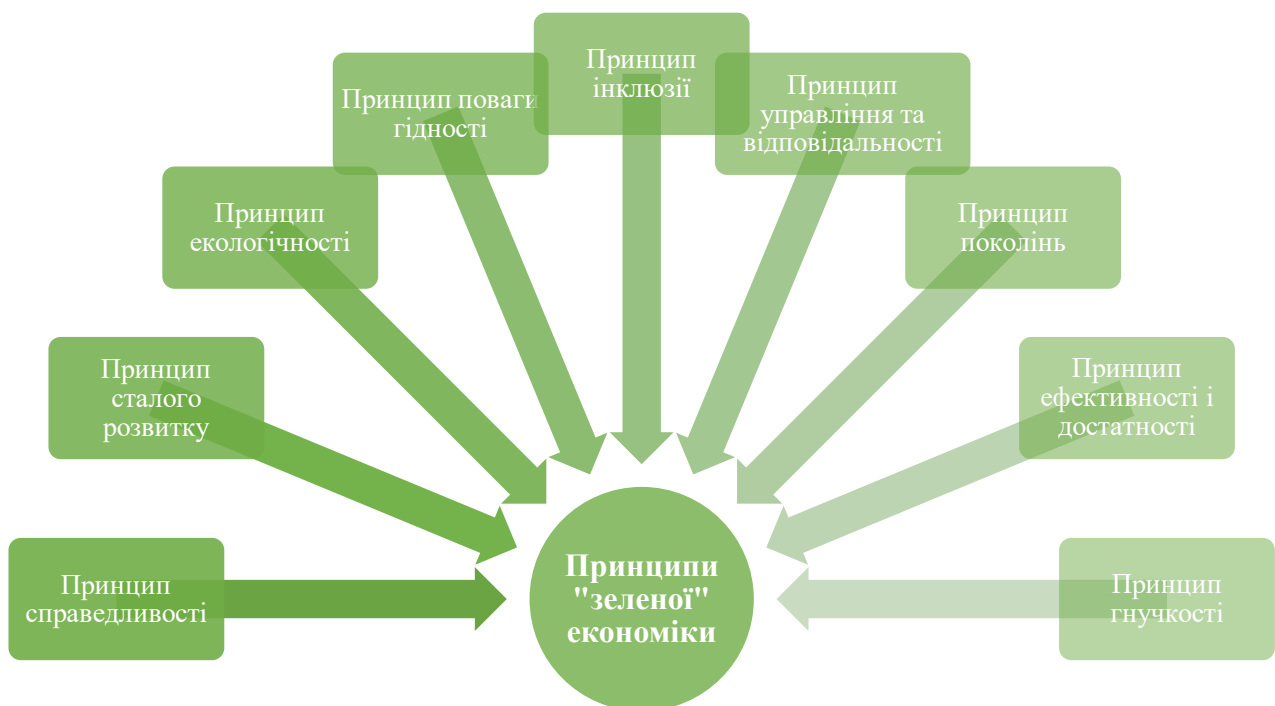 Принцип
справедливості
Принцип
сталого
розвитку
Принцип
екологічності
Принцип поваги
гідності
Принцип
інклюзії
Принцип
управління та
відповідальності
Принцип
поколінь
Принцип
ефективності і
достатності
Принцип
гнучкості
Принципи
"зеленої"
економіки